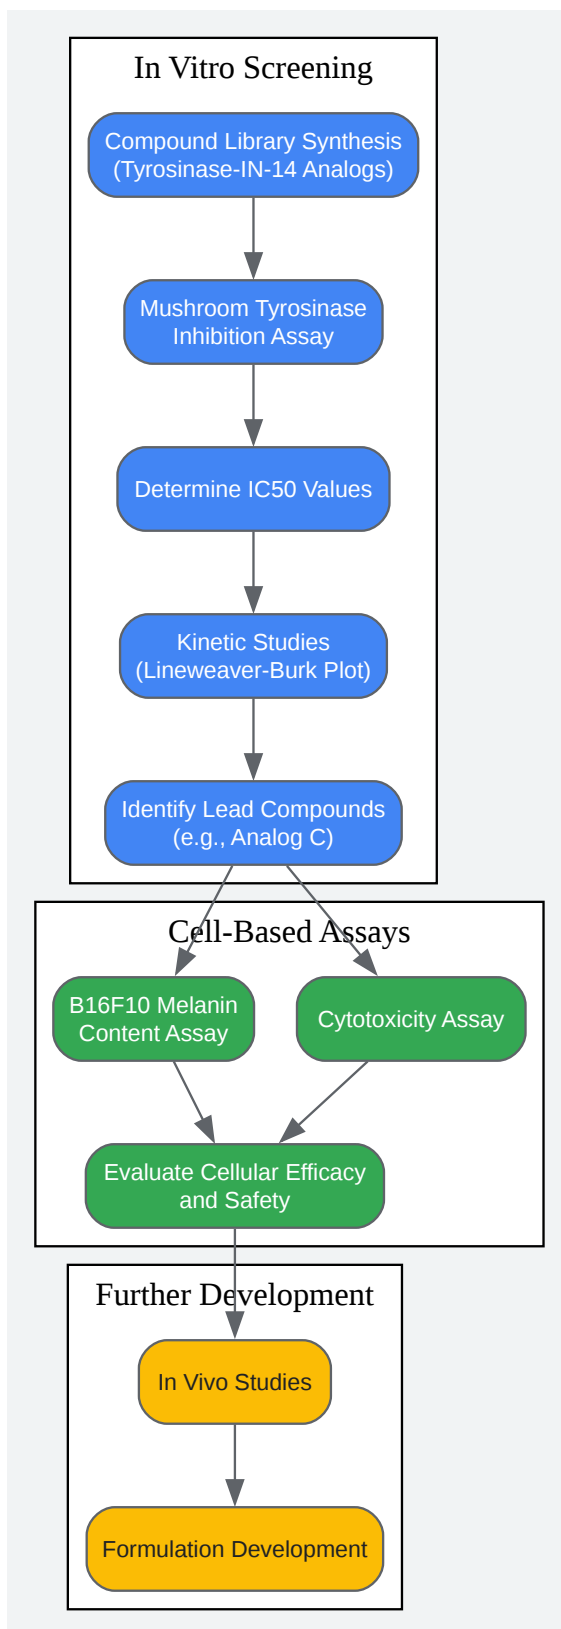 In Vitro Screening
Compound Library Synthesis
(Tyrosinase-IN-14 Analogs)
Mushroom Tyrosinase
Inhibition Assay
Determine IC50 Values
Kinetic Studies
(Lineweaver-Burk Plot)
Identify Lead Compounds
(e.g., Analog C)
Cell-Based Assays
B16F10 Melanin
Content Assay
Cytotoxicity Assay
Evaluate Cellular Efficacy
and Safety
Further Development
In Vivo Studies
Formulation Development